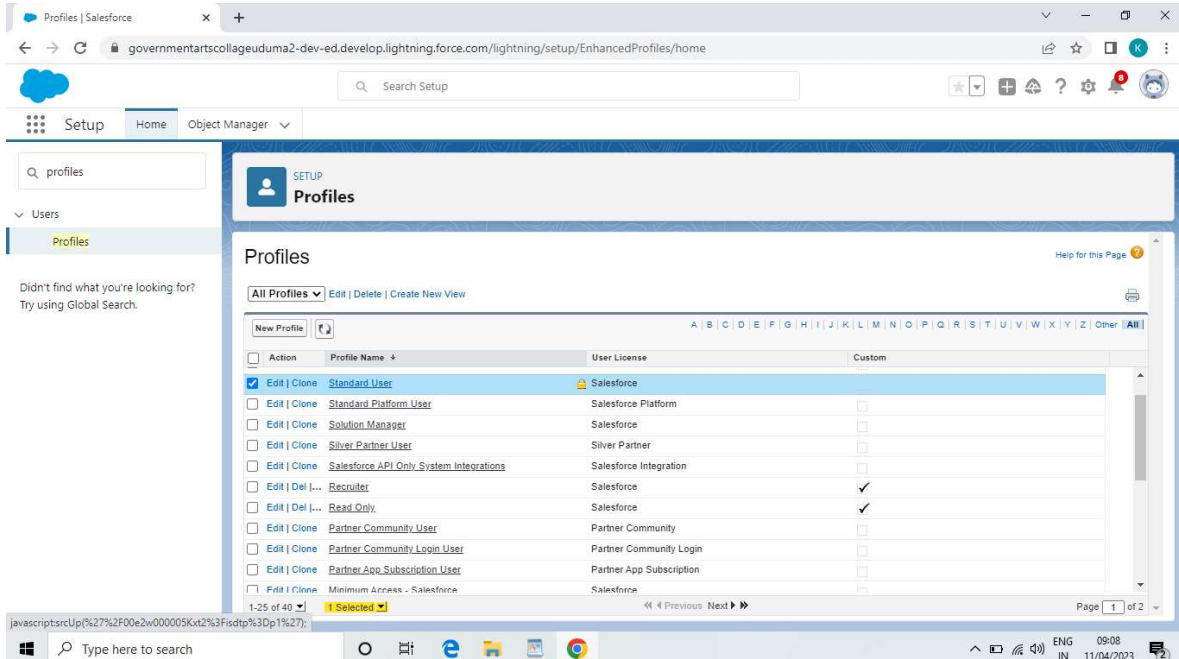 Profiles | Salesforce
governmentartscollageuduma2-dev-ed.develop.lightning.force.com/lightning/setup/EnhancedProfiles/home
K
Search Setup
8
Setup Home Object Manager
profiles
Users
Profiles
Didn't find what you're looking for?
Try using Global Search.
SETUP
Profiles
Profiles
Help for this Page
All Profiles Edit | Delete | Create New View
New Profile
A | B | C | D | E | F | G | H | I | J | K | L | M | N | O | P | Q | R | S | T | U | V | W | X | Y | Z | Other | All
Action Profile Name User License Custom
Edit | Clone Standard User Salesforce
Edit | Clone Standard Platform User Salesforce Platform
Edit | Clone Solution Manager Salesforce
Edit | Clone Silver Partner User Silver Partner
Edit | Clone Salesforce API Only System Integrations Salesforce Integration
Edit | Del |... Recruiter Salesforce
Edit | Del |... Read Only Salesforce
Edit | Clone Partner Community User Partner Community
Edit | Clone Partner Community Login User Partner Community Login
Edit | Clone Partner App Subscription User Partner App Subscription
Edit | Clone Minimum Access - Salesforce Salesforce
1-25 of 40 1 Selected Previous Next Page 1 of 2
javascript:srcUp(%27%2F00e2w000005Kxt2%3Fisdtp%3Dp1%27);
Type here to search
ENG
IN
09:08
11/04/2023
2